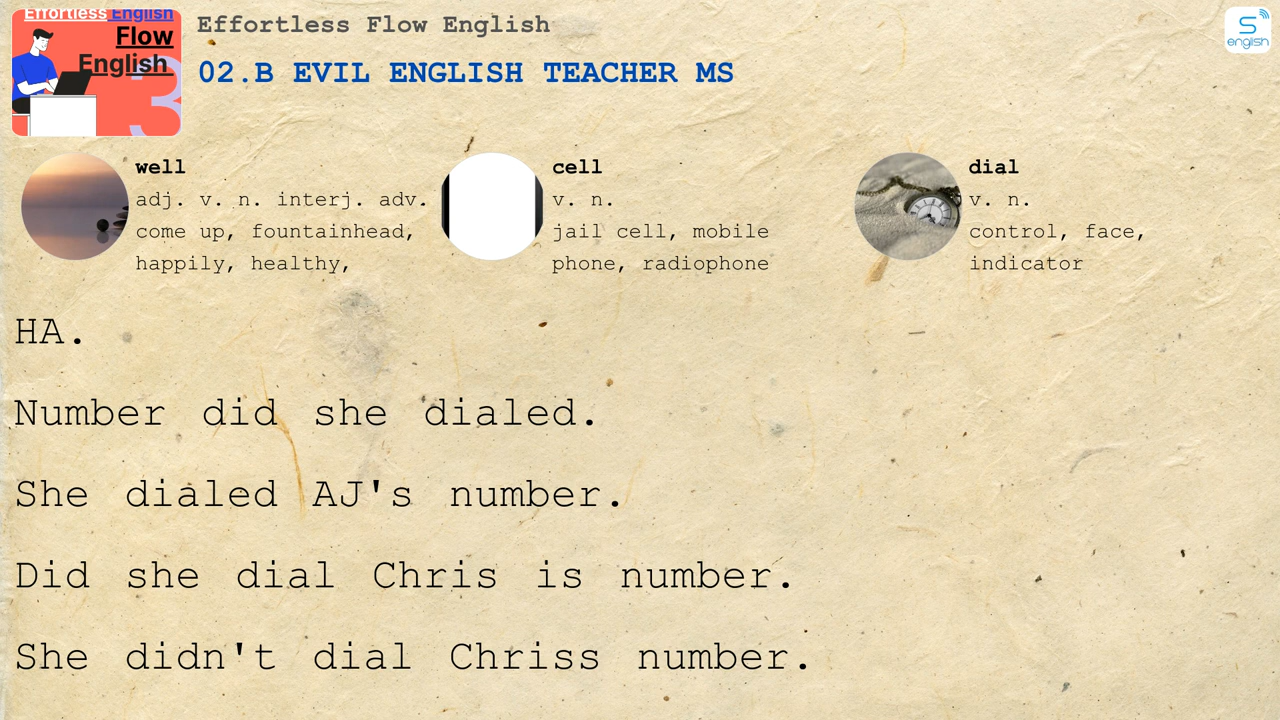 Effortless English
Flow
English
3
Effortless Flow English
02.B EVIL ENGLISH TEACHER MS
S
english
well
adj. v. n. interj. adv.
come up, fountainhead,
happily, healthy,
cell
v. n.
jail cell, mobile
phone, radiophone
dial
v. n.
control, face,
indicator
HA.
Number did she dialed.
She dialed AJ's number.
Did she dial Chris is number.
She didn't dial Chriss number.